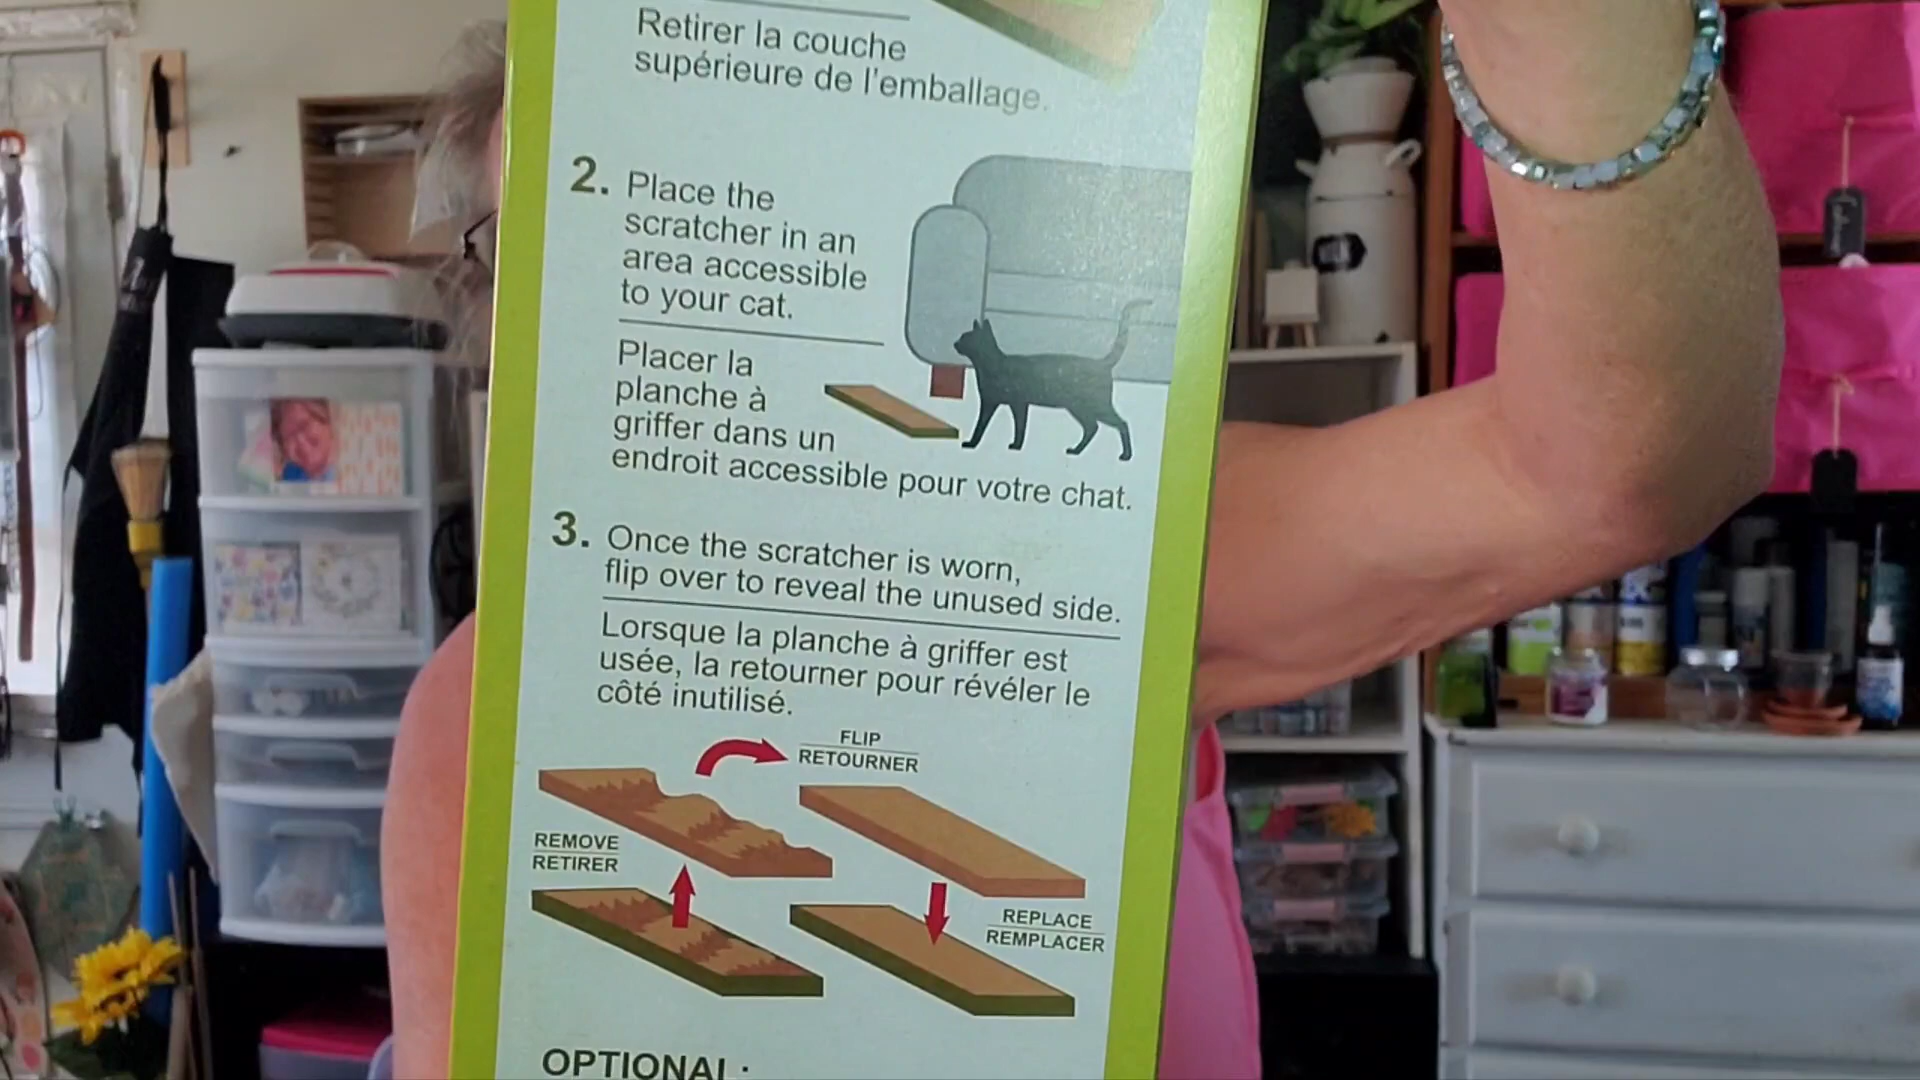 Retirer la couche
supérieure de l'emballage.
2. Place the
scratcher in an
area accessible
to your cat.
Placer la
planche à
griffer dans un
endroit accessible pour votre chat.
3. Once the scratcher is worn,
flip over to reveal the unused side.
Lorsque la planche à griffer est
usée, la retourner pour révéler le
côté inutilisé.
FLIP
RETOURNER
REMOVE
RETIRER
REPLACE
REMPLACER
OPTIONAL: